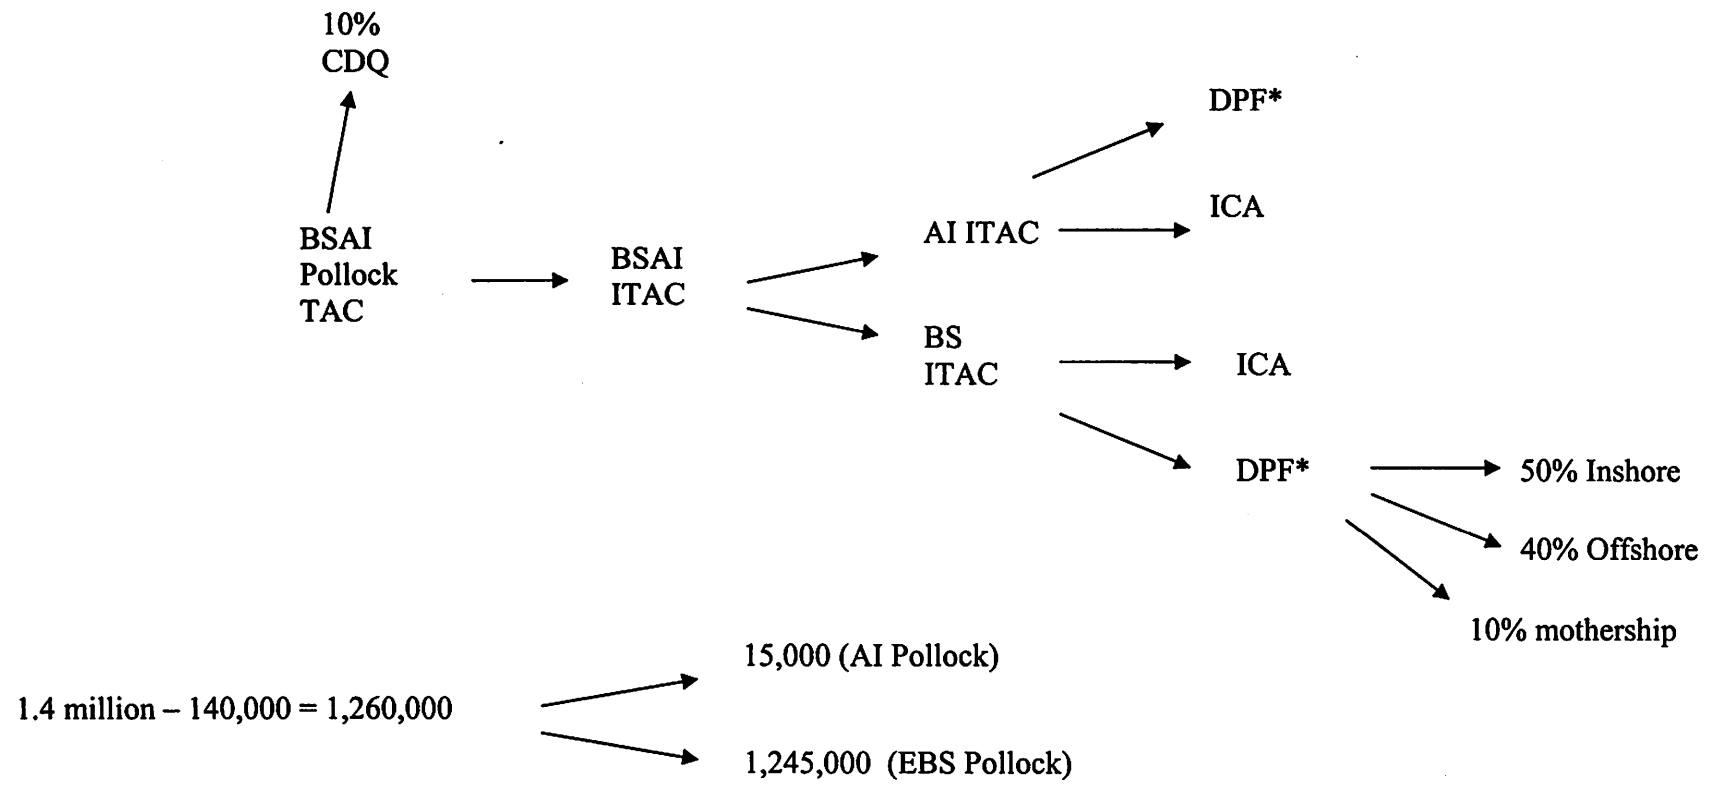 10%
CDQ
DPF*
ICA
AI ITAC
BSAI
Pollock
TAC
BSAI
ITAC
BS
ITAC
ICA
DPF*
50% Inshore
40% Offshore
10% mothership
15,000 (AI Pollock)
1.4 million – 140,000 = 1,260,000
1,245,000 (EBS Pollock)